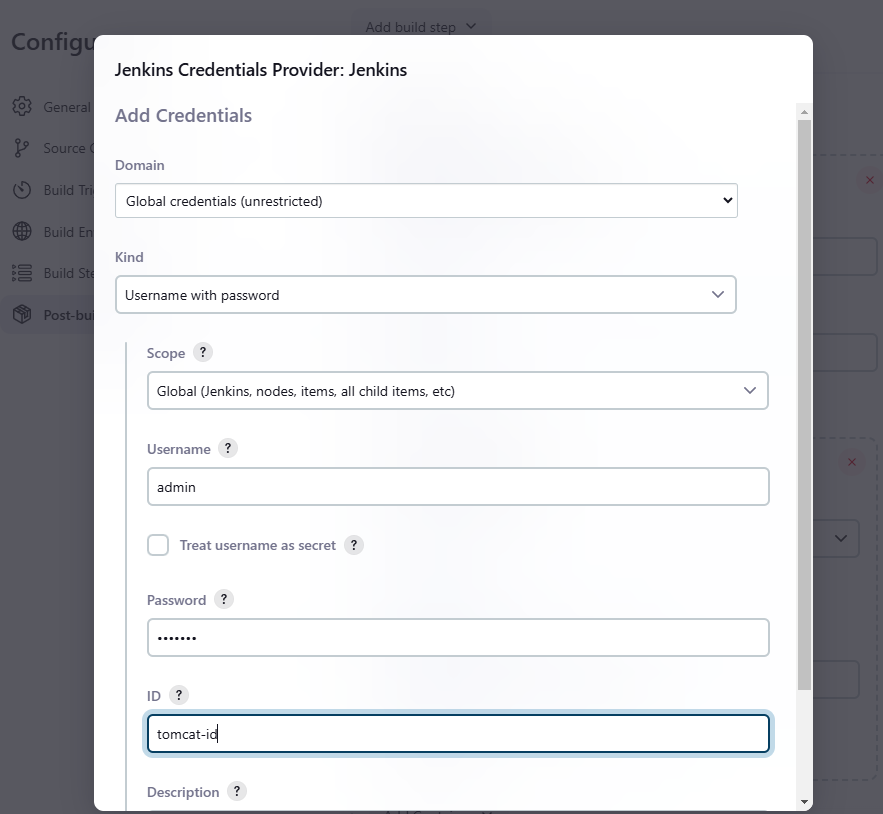 Add build step
Configu
Jenkins Credentials Provider: Jenkins
General
Add Credentials
Source
Domain
Build Tri
Global credentials (unrestricted)
Build En
Kind
Build Ste
Username with password
Post-bui
Scope ?
Global (Jenkins, nodes, items, all child items, etc)
Username ?
admin
Treat username as secret ?
Password ?
•••••••
ID ?
tomcat-id
Description ?